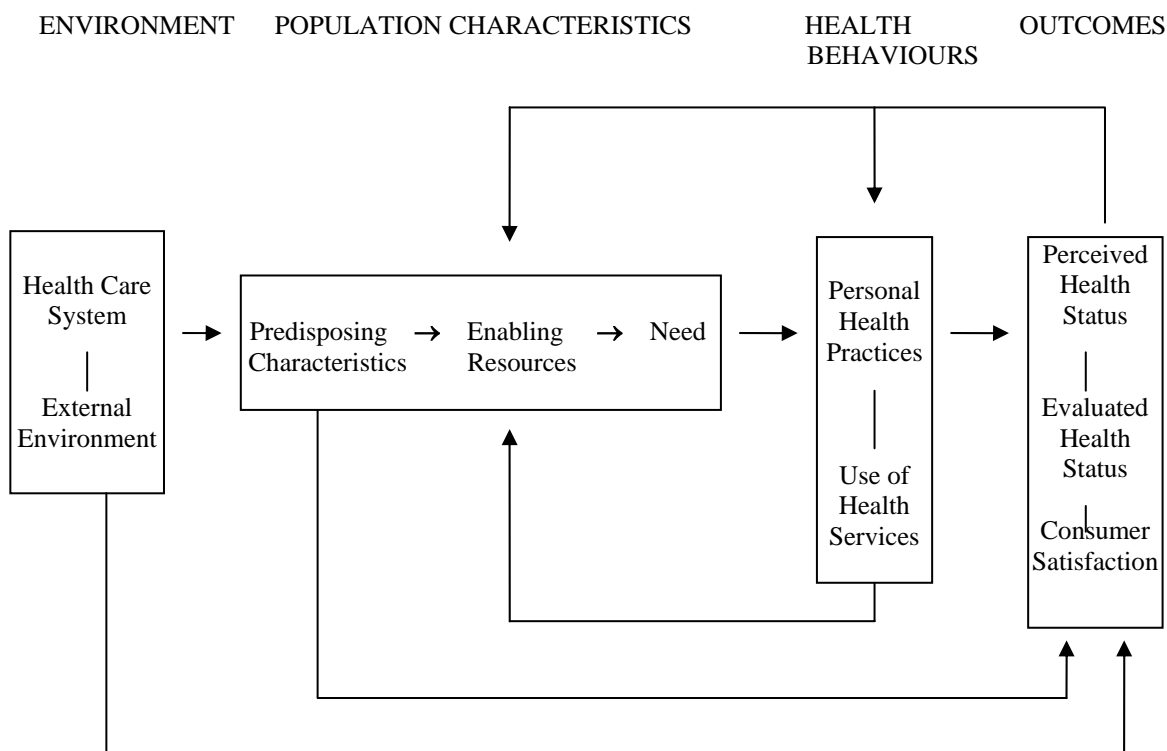 ENVIRONMENT
POPULATION CHARACTERISTICS
HEALTH
BEHAVIOURS
OUTCOMES
Health Care
System
External
Environment
Predisposing
Characteristics
Enabling
Resources
Need
Personal
Health
Practices
Use of
Health
Services
Perceived
Health
Status
Evaluated
Health
Status
Consumer
Satisfaction